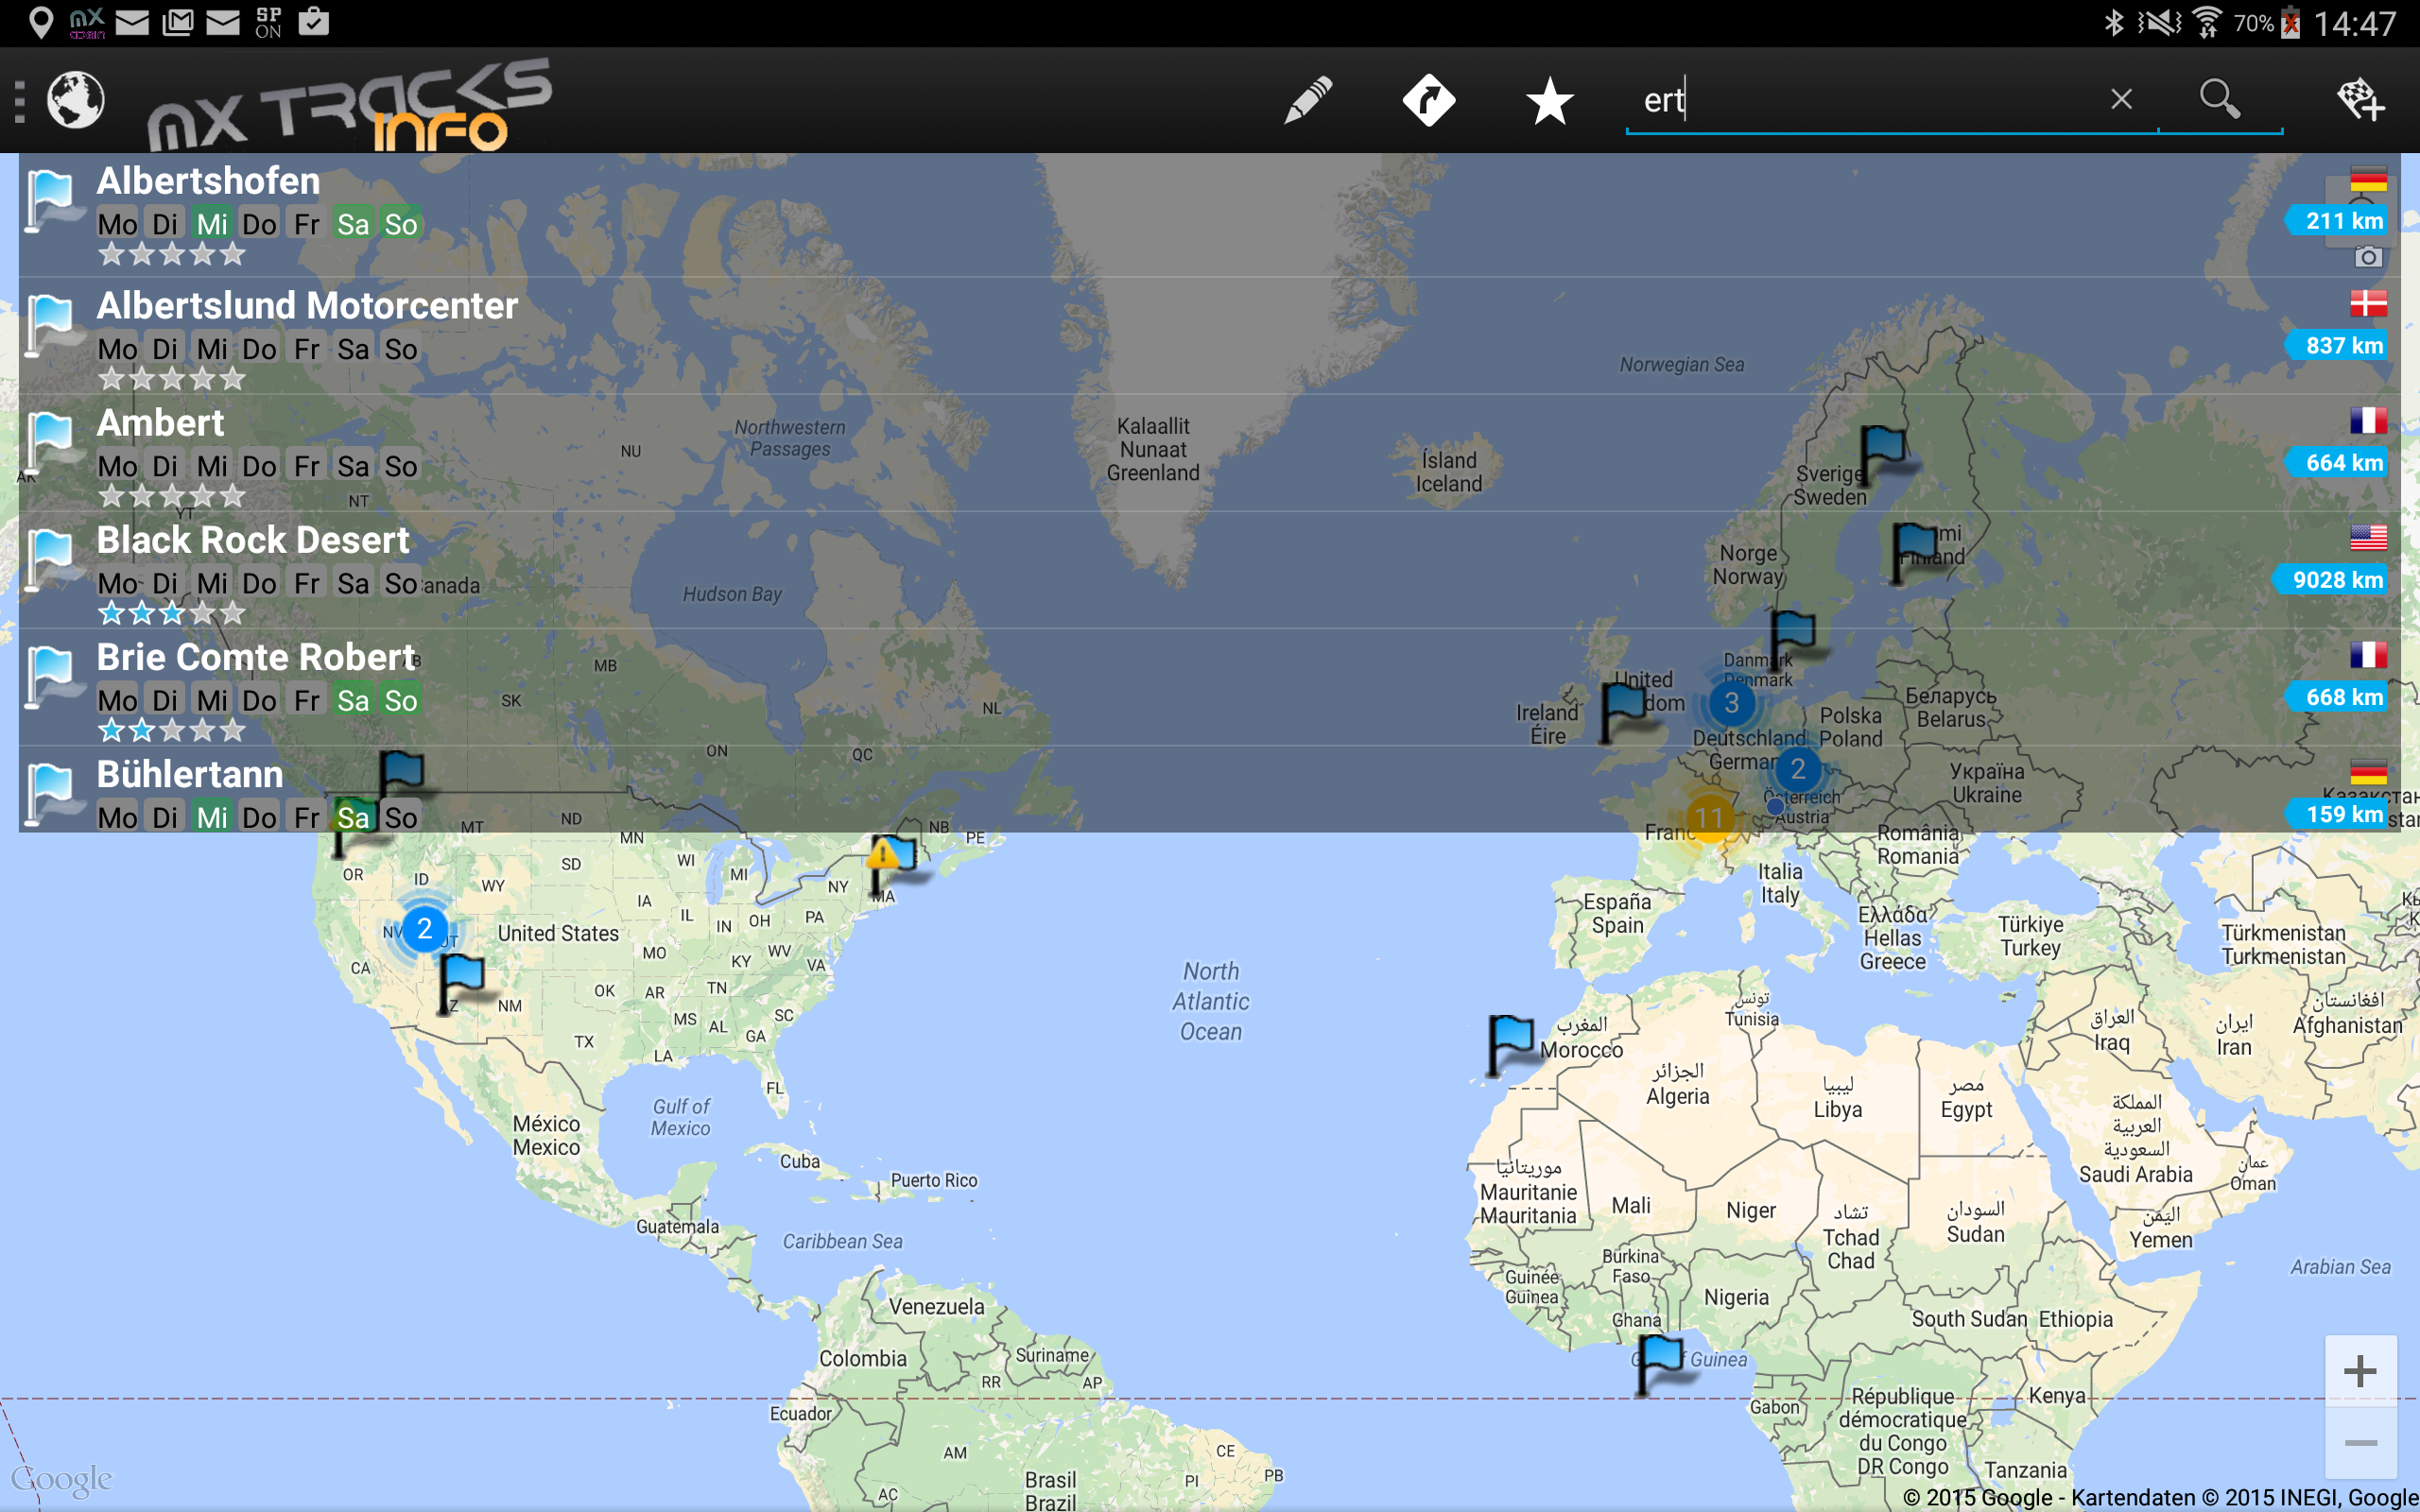 mx
SP
ON
70%
14:47
MX TRACKS
INFO
ert
Albertshofen
Mo Di Mi Do Fr Sa So
211 km
Albertslund Motorcenter
Mo Di Mi Do Fr Sa So
837 km
Ambert
Mo Di Mi Do Fr Sa So
664 km
Black Rock Desert
Mo Di Mi Do Fr Sa So
9028 km
Brie Comte Robert
Mo Di Mi Do Fr Sa So
668 km
Bühlertann
Mo Di Mi Do Fr Sa So
159 km
Norwegian Sea
Northwestern
Passages
Kalaallit
Nunaat
Greenland
NU
Ísland
Iceland
Sverige
Sweden
NT
YT
Norge
Norway
anada
Hudson Bay
Danmark
Denmark
United
dom
3
Ireland
Éire
Беларусь
Belarus
Polska
Poland
Deutschland
German
2
Україна
Ukraine
Österreich
Austria
11
Franc
MB
SK
NL
ON
QC
MT
ND
MN
NB
PE
România
Romania
OR
ID
WY
SD
WI
MI
NY
MA
Italia
Italy
España
Spain
Ελλάδα
Hellas
Greece
Türkiye
Turkey
Türkmenistan
Turkmenistan
NV
2
UT
United States
IA
IL
IN
OH
PA
MO
KY
WV
VA
CA
NM
OK
AR
TN
SC
MS
AL
GA
TX
LA
FL
North
Atlantic
Ocean
تونس
Tunisia
المغرب
Morocco
العراق
Iraq
ایران
Iran
افغانستان
Afghanistan
الجزائر
Algeria
ليبيا
Libya
مصر
Egypt
المملكة
العربية
السعودية
Saudi Arabia
Gulf of
Mexico
México
Mexico
Cuba
Puerto Rico
موريتانيا
Mauritanie
Mauritania
Mali
Niger
تشاد
Tchad
Chad
السودان
Sudan
عمان
Oman
اليمن
Yemen
Guatemala
Caribbean Sea
Burkina
Faso
Guinée
Guinea
Nigeria
Arabian Sea
Venezuela
Ghana
South Sudan
Ethiopia
Colombia
Suriname
Guinea
RR
AP
Ecuador
Gabon
République
démocratique
du Congo
DR Congo
Kenya
AM
CE
PI
PB
AC
Brasil
Brazil
Tanzania
Google
© 2015 Google - Kartendaten © 2015 INEGI, Google